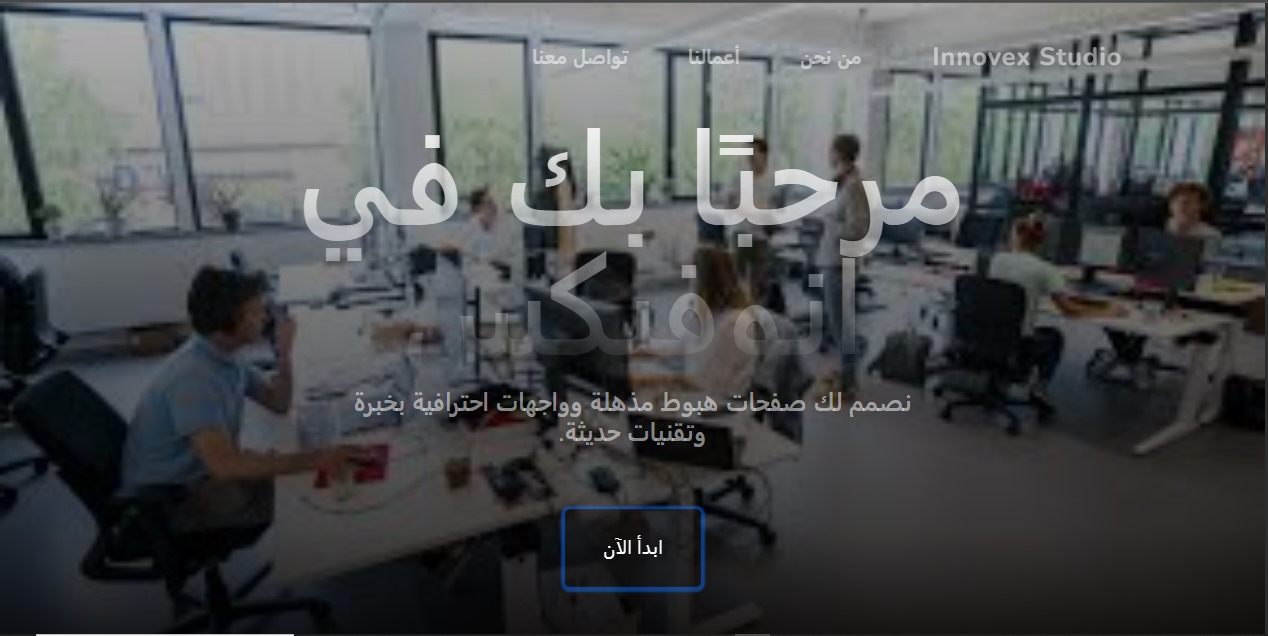 Innovex Studio
من نحن
أعمالنا
تواصل معنا
مرحبًا بك في
انوفيكس
نصمم لك صفحات هبوط مذهلة وواجهات احترافية بخبرة
وتقنيات حديثة.
ابدأ الآن